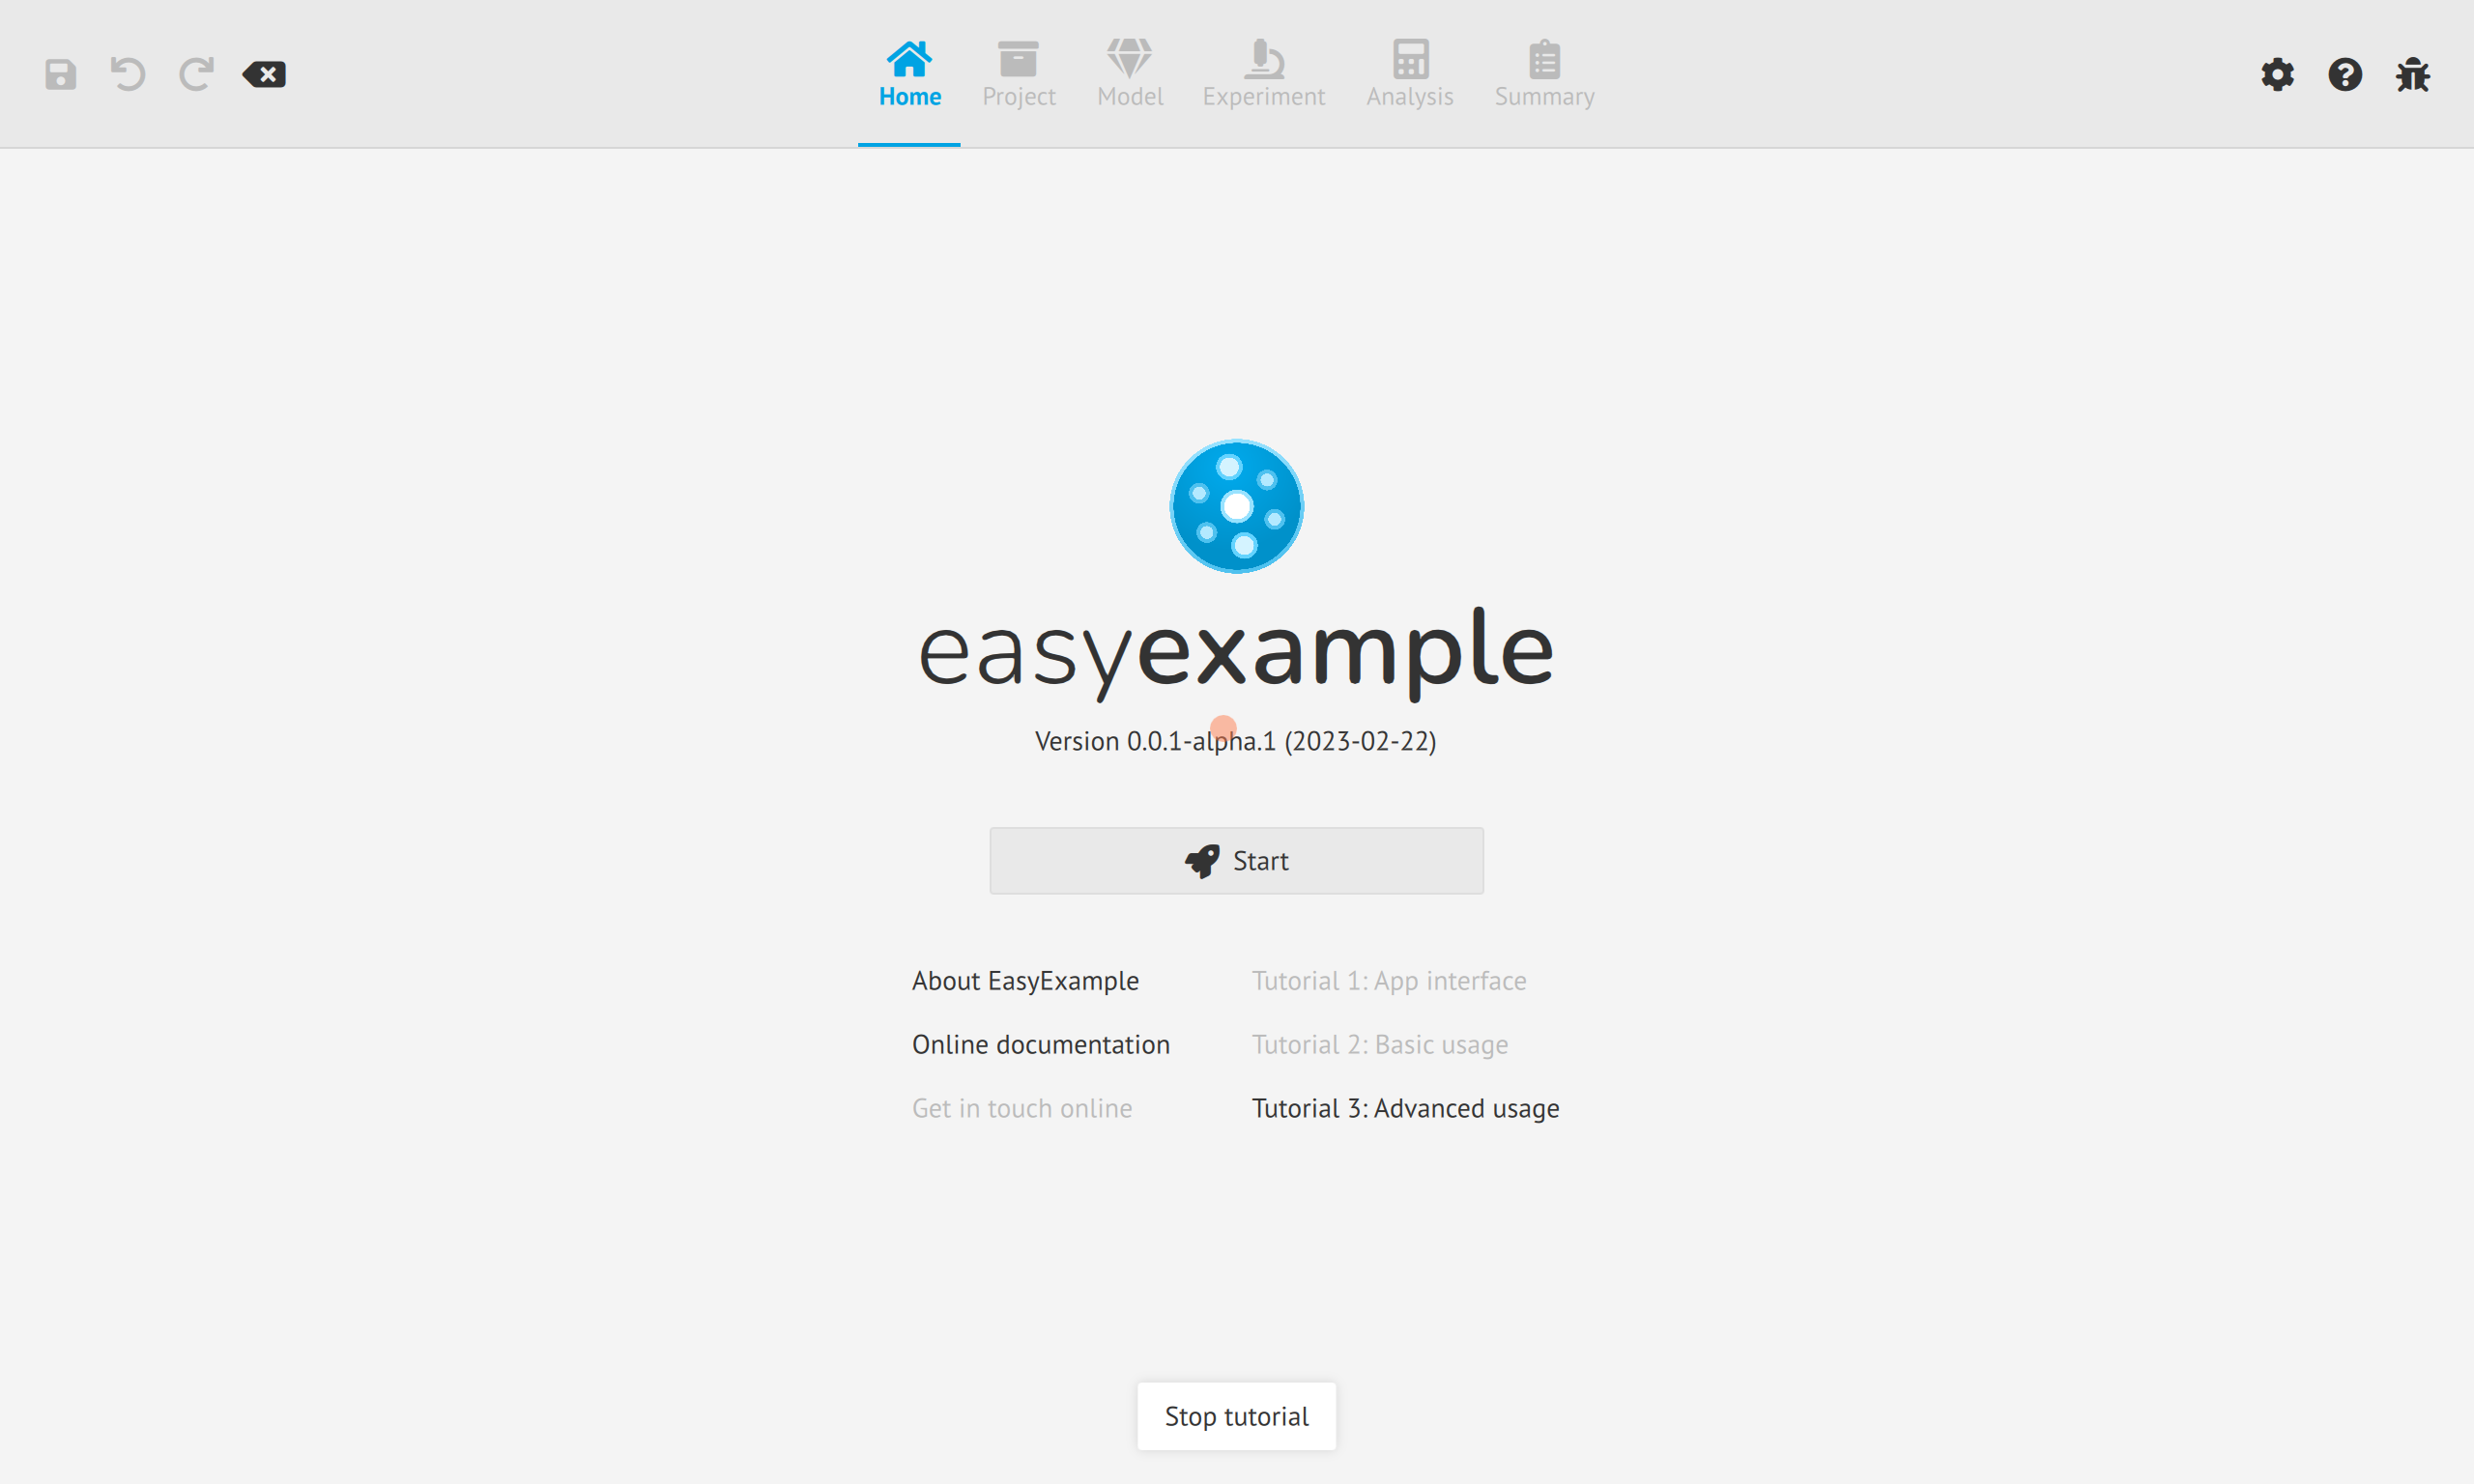 Home Project Model Experiment Analysis Summary
easyexample
Version 0.0.1-alpha.1 (2023-02-22)
Start
About EasyExample
Tutorial 1: App interface
Online documentation
Tutorial 2: Basic usage
Get in touch online
Tutorial 3: Advanced usage
Stop tutorial